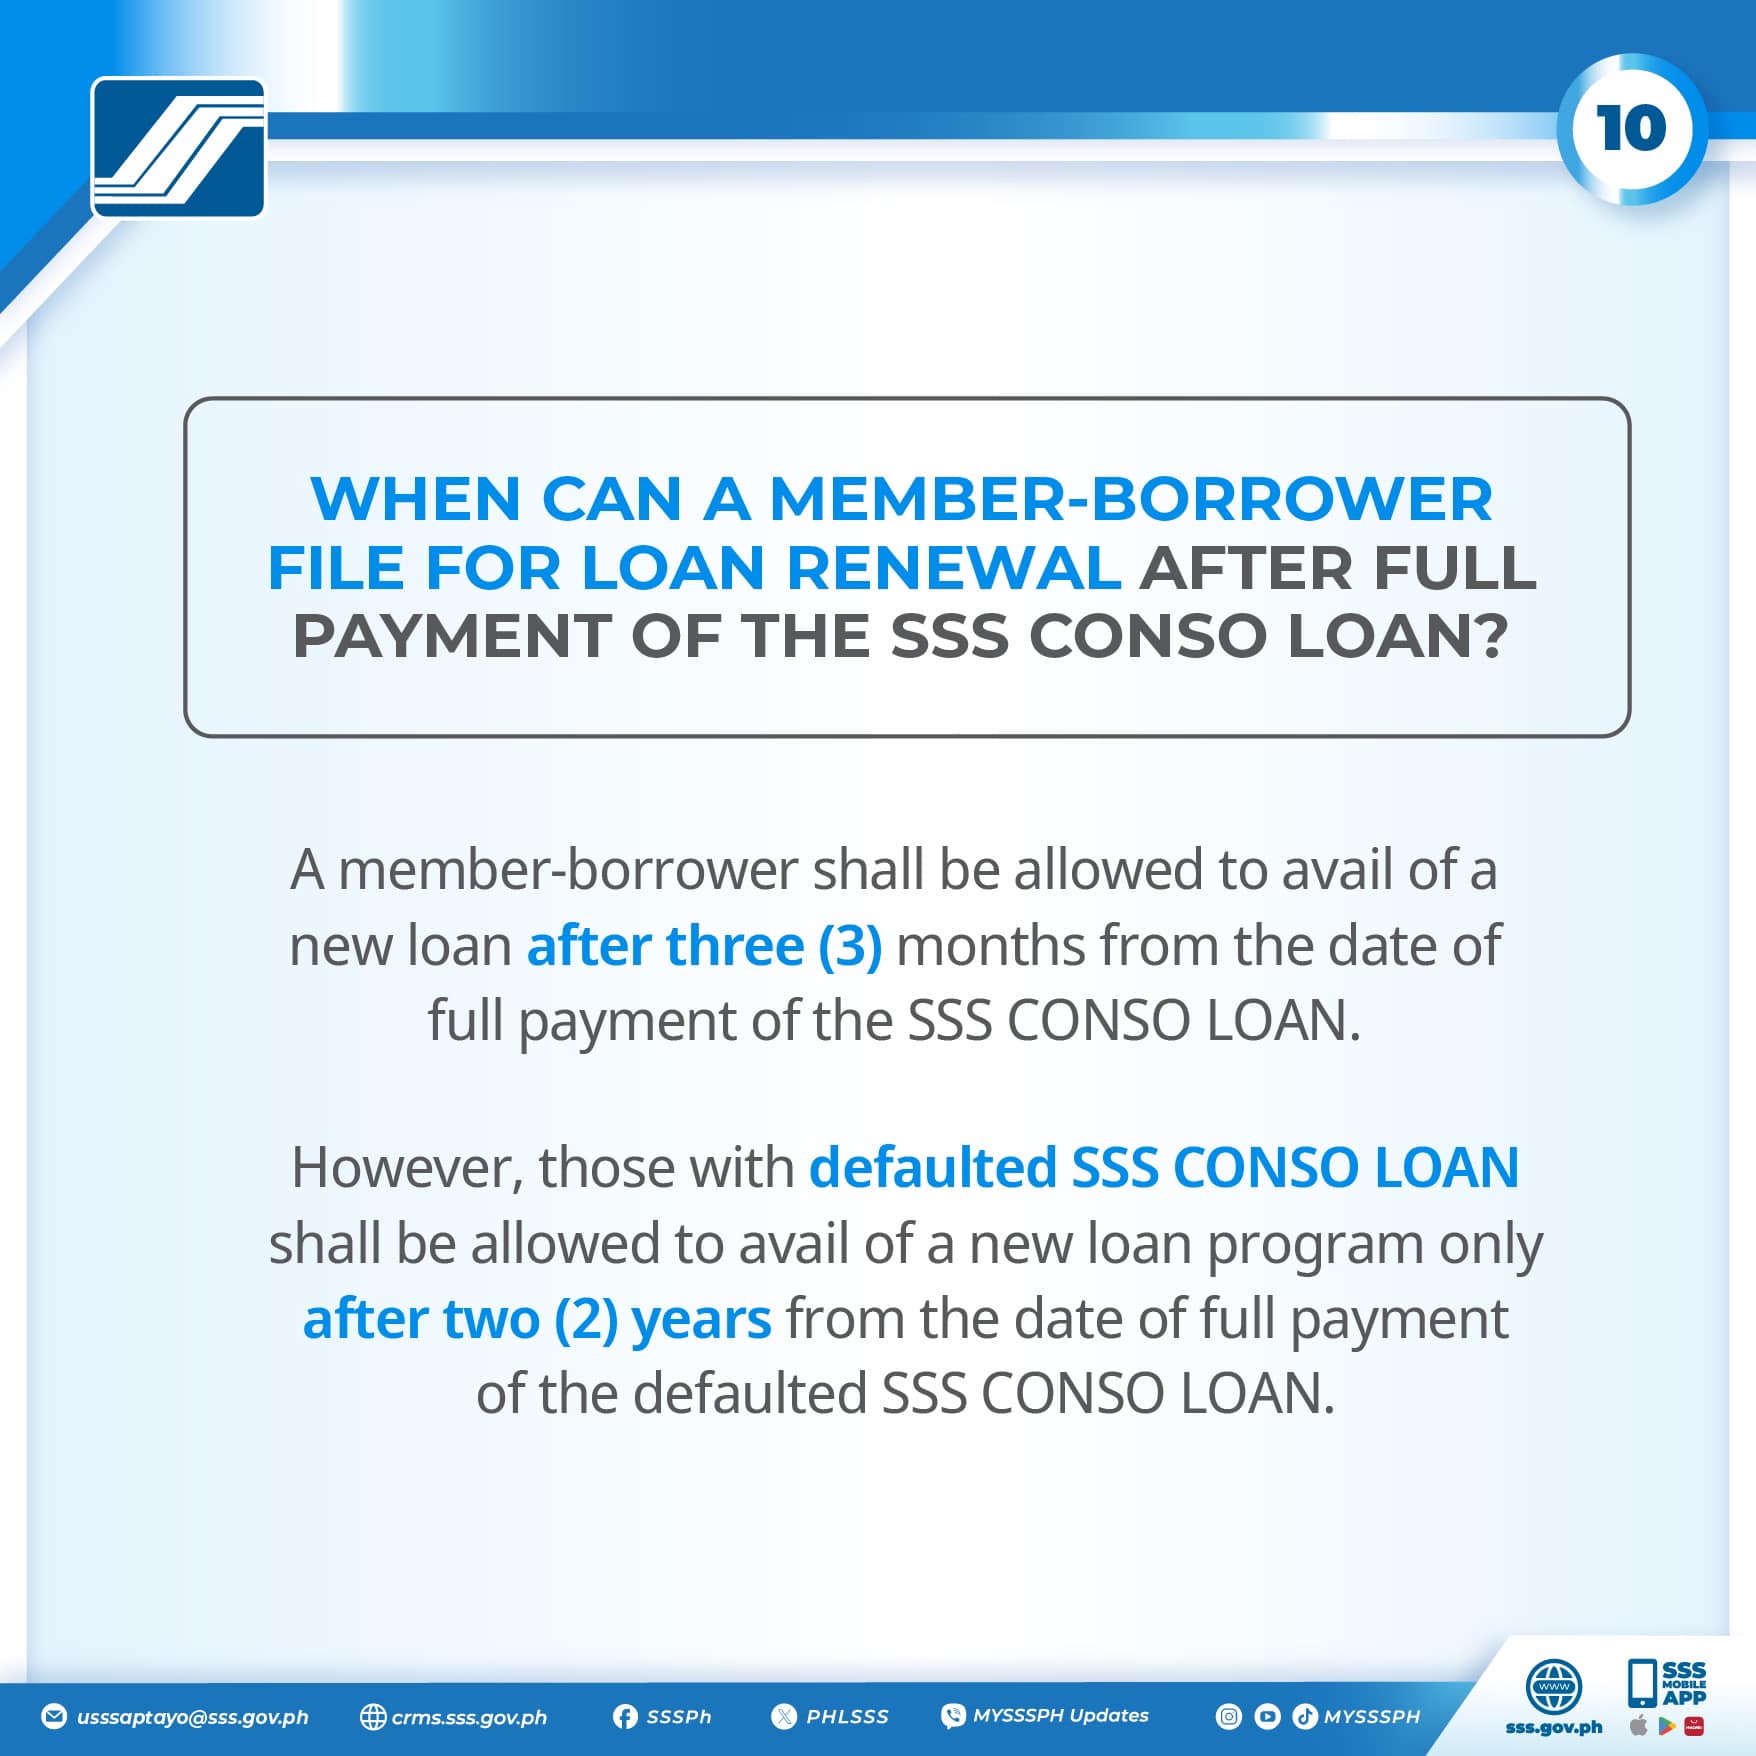 10
WHEN CAN A MEMBER-BORROWER
FILE FOR LOAN RENEWAL AFTER FULL
PAYMENT OF THE SSS CONSO LOAN?
A member-borrower shall be allowed to avail of a
new loan after three (3) months from the date of
full payment of the SSS CONSO LOAN.
However, those with defaulted SSS CONSO LOAN
shall be allowed to avail of a new loan program only
after two (2) years from the date of full payment
of the defaulted SSS CONSO LOAN.
usssaptayo@sss.gov.ph
crms.sss.gov.ph
SSSPh
PHLSSS
MYSSSPH Updates
MYSSSPH
www
sss.gov.ph
SSS
MOBILE
APP